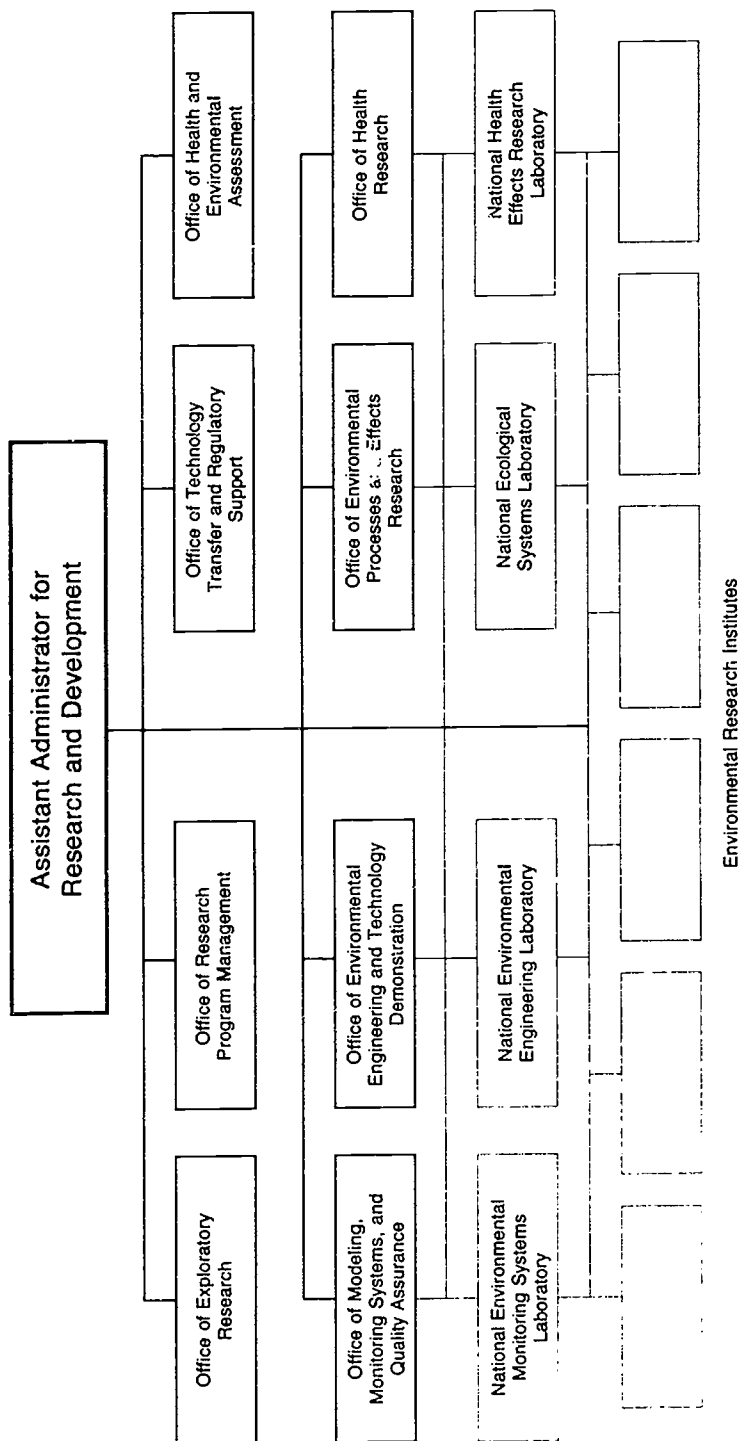 Assistant Administrator for
Research and Development
Office of Exploratory
Research
Office of Research
Program Management
Office of Technology
Transfer and Regulatory
Support
Office of Health and
Environmental
Assessment
Office of Modeling,
Monitoring Systems, and
Quality Assurance
Office of Environmental
Engineering and Technology
Demonstration
Office of Environmental
Processes Effects
Research
Office of Health
Research
National Environmental
Monitoring Systems
Laboratory
National Environmental
Engineering Laboratory
National Ecological
Systems Laboratory
National Health
Effects Research
Laboratory
Environmental Research Institutes